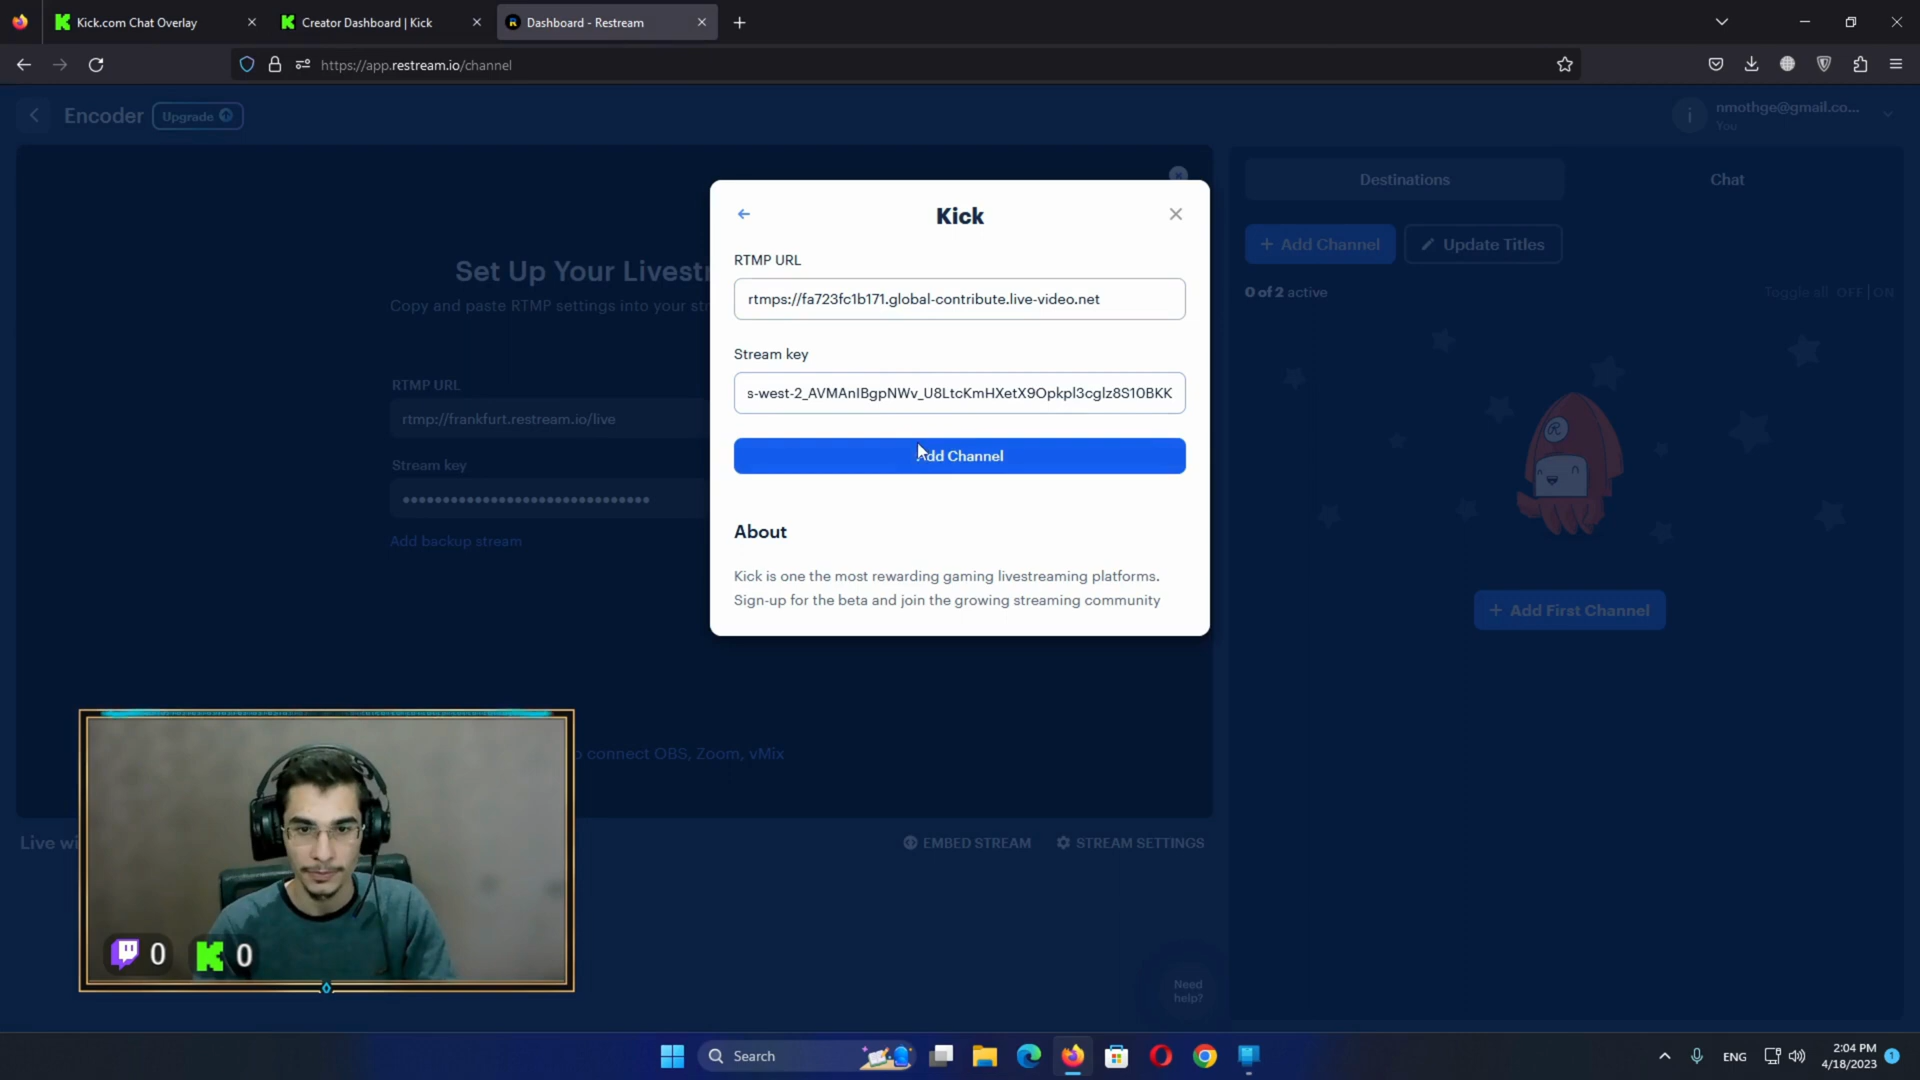 Kick.com Chat Overlay
Creator Dashboard | Kick
Dashboard - Restream
https://app.restream.io/channel
Encoder
Upgrade
nmothge@gmail.co...
You
Kick
RTMP URL
rtmps://fa723fc1b171.global-contribute.live-video.net
Stream key
s-west-2_AVMAnIBgpNWv_U8LtcKmHXetX9Opkpl3cglz8S10BKK
Add Channel
About
Kick is one the most rewarding gaming livestreaming platforms.
Sign-up for the beta and join the growing streaming community
Set Up Your Livestr
Copy and paste RTMP settings into your str
RTMP URL
rtmp://frankfurt.restream.io/live
Stream key
Add backup stream
o connect OBS, Zoom, vMix
Destinations
Chat
+ Add Channel
Update Titles
0 of 2 active
Toggle all OFF | ON
R
+ Add First Channel
Live wi
EMBED STREAM
STREAM SETTINGS
0
0
Need
help?
Search
ENG
2:04 PM
4/18/2023
1